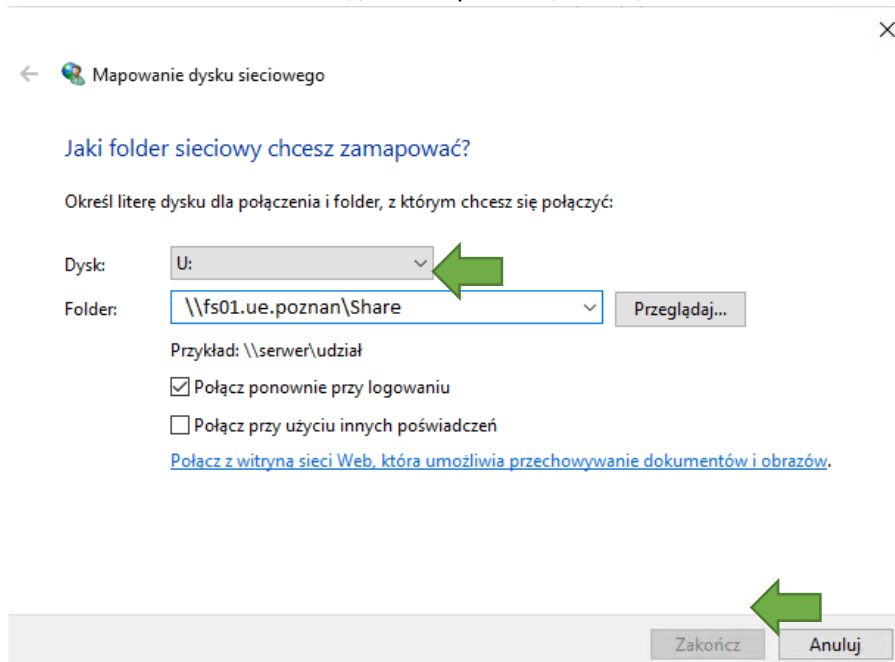 Mapowanie dysku sieciowego
Jaki folder sieciowy chcesz zamapować?
Określ literę dysku dla połączenia i folder, z którym chcesz się połączyć:
Dysk: U:
Folder: \\fs01.ue.poznan\Share Przeglądaj...
Przykład: \\serwer\udział
Połącz ponownie przy logowaniu
Połącz przy użyciu innych poświadczeń
Połącz z witryną sieci Web, która umożliwia przechowywanie dokumentów i obrazów.
Zakończ Anuluj